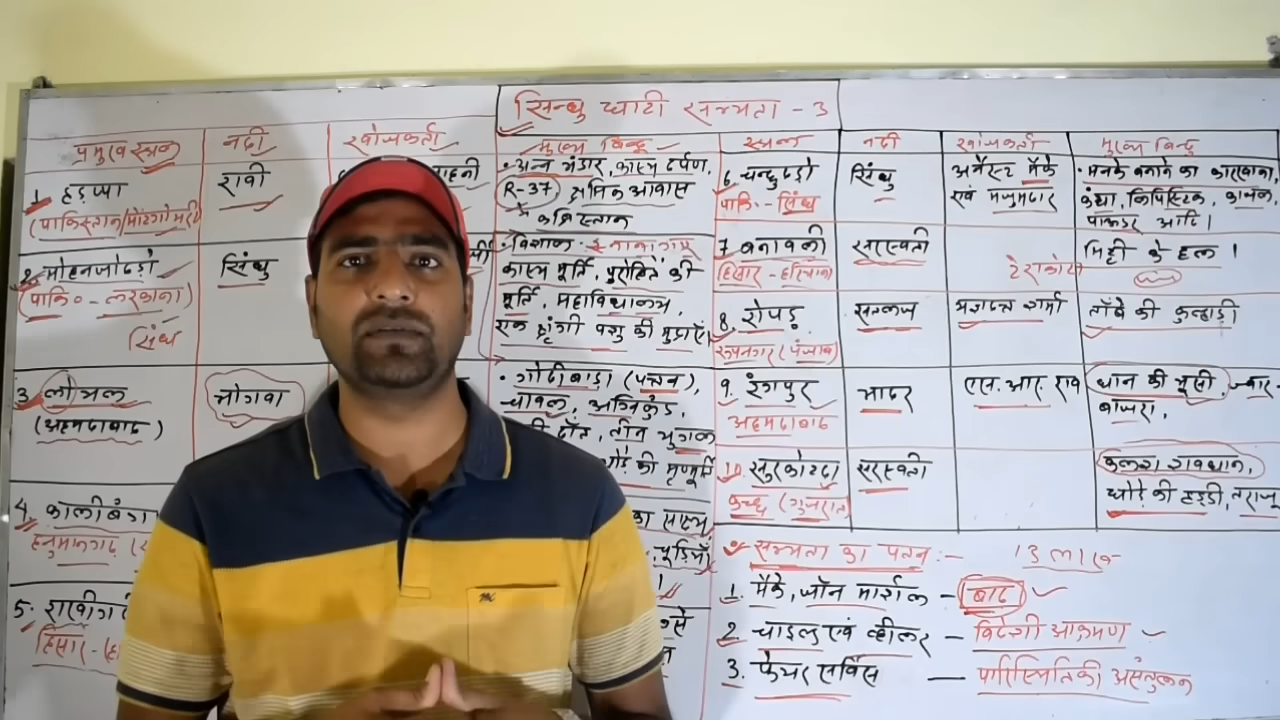 सिन्धु घाटी सभ्यता - 3
प्रमुख स्थल
नदी
खोजकर्ता
मुख्य बिन्दु
1. हड़प्पा
(पाकिस्तान/मोंटगोमरी)
रावी
साहनी
• अन्न भंडार, कास्य दर्पण,
R-37) श्रमिक आवास
कब्रिस्तान
2. मोहनजोदड़ो
(पाकि० - लरकाना)
सिंध
सिंधु
• विशाल स्नानागार
कास्य मूर्ति, पुरोहित की
मूर्ति, महाविद्यालय,
एक श्रृंगी पशु की मुद्राएँ
3. लोथल
(अहमदाबाद)
भोगवा
• गोदीवाड़ा (पत्तन),
चावल, अग्निकुंड,
दाँत, तीन युगल
की मृण्मूर्ति
4. कालीबंगा
हनुमानगढ़
का साक्ष्य,
चूड़ियाँ
5. राखीग
हिसार - (ह
स्थल
नदी
खोजकर्ता
मुख्य बिन्दु
6. चन्हुदड़ो
पाकि० - सिंध
सिंधु
अर्नेस्ट मैके
एवं मजुमदार
• मनके बनाने का कारखाना,
कंघा, लिपिस्टिक, काजल,
पाऊडर आदि।
7. बनावली
हिसार - हरियाणा
सरस्वती
टेराकोटा
मिट्टी के हल।
8. रोपड़
रूपनगर (पंजाब)
सतलज
यज्ञदत्त शर्मा
ताँबे की कुल्हाड़ी
9. रंगपुर
अहमदाबाद
भादर
एस. आर. राव
धान की भूसी, ज्वार-
बाजरा,
10. सुरकोटदा
कच्छ (गुजरात)
सरस्वती
कलश शवाधान,
घोड़े की हड्डी, तराजू
सभ्यता का पतन :-
1. मैके, जॉन मार्शल - बाढ़
2. चाइल्ड एवं व्हीलर - विदेशी आक्रमण
3. फेयर सर्विस - पारिस्थितिकी असंतुलन